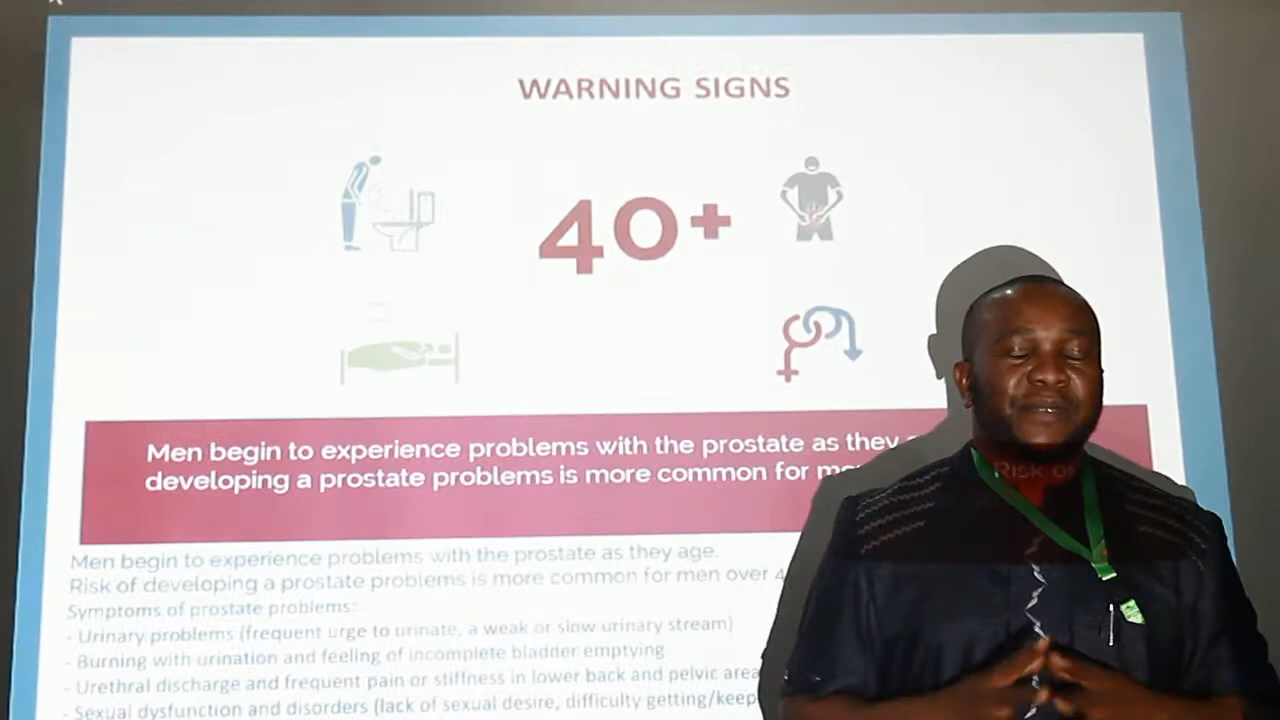 WARNING SIGNS
40+
Men begin to experience problems with the prostate as they
Risk of
developing a prostate problems is more common for
Men begin to experience problems with the prostate as they age.
Risk of developing a prostate problems is more common for men over 4
Symptoms of prostate problems:
- Urinary problems (frequent urge to urinate, a weak or slow urinary stream)
- Burning with urination and feeling of incomplete bladder emptying
- Urethral discharge and frequent pain or stiffness in lower back and pelvic area
- Sexual dysfunction and disorders (lack of sexual desire, difficulty getting/keep